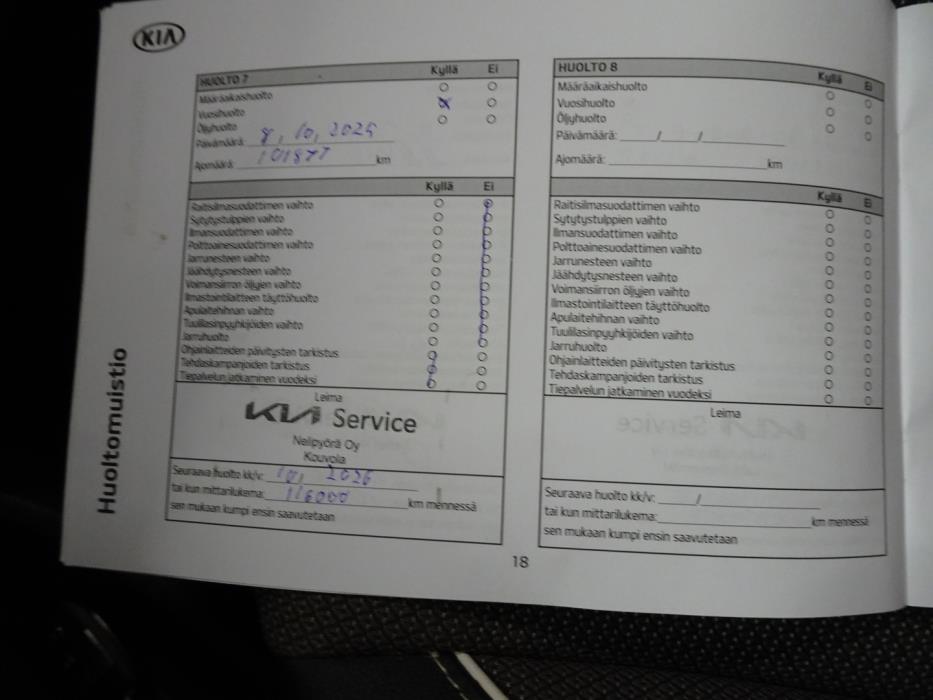 KIA
HUOLTO 7 Kyllä Ei
Määräaikaishuolto
Vuosihuolto
Öljyhuolto
Päivämäärä: 8, 10, 2025
Ajomäärä: 101877 km
Kyllä Ei
Raitisilmasuodattimen vaihto
Sytytystulppien vaihto
Ilmansuodattimen vaihto
Polttoainesuodattimen vaihto
Jarrunesteen vaihto
Jäähdytysnesteen vaihto
Voimansiirron öljyjen vaihto
Ilmastointilaitteen täyttöhuolto
Apulaitehihnan vaihto
Tuulilasinpyyhkijöiden vaihto
Jarruhuolto
Ohjainlaitteiden päivitysten tarkistus
Tehdaskampanjoiden tarkistus
Tiepalvelun jatkaminen vuodeksi
Leima
KIA Service
Nelipyörä Oy
Kouvola
Seuraava huolto kk/v: 10, 2026
tai kun mittarilukema: 116000 km mennessä
sen mukaan kumpi ensin saavutetaan
HUOLTO 8 Kyllä Ei
Määräaikaishuolto
Vuosihuolto
Öljyhuolto
Päivämäärä: / /
Ajomäärä: km
Kyllä Ei
Raitisilmasuodattimen vaihto
Sytytystulppien vaihto
Ilmansuodattimen vaihto
Polttoainesuodattimen vaihto
Jarrunesteen vaihto
Jäähdytysnesteen vaihto
Voimansiirron öljyjen vaihto
Ilmastointilaitteen täyttöhuolto
Apulaitehihnan vaihto
Tuulilasinpyyhkijöiden vaihto
Jarruhuolto
Ohjainlaitteiden päivitysten tarkistus
Tehdaskampanjoiden tarkistus
Tiepalvelun jatkaminen vuodeksi
Leima
Seuraava huolto kk/v: /
tai kun mittarilukema: km mennessä
sen mukaan kumpi ensin saavutetaan
Huoltomuistio
18